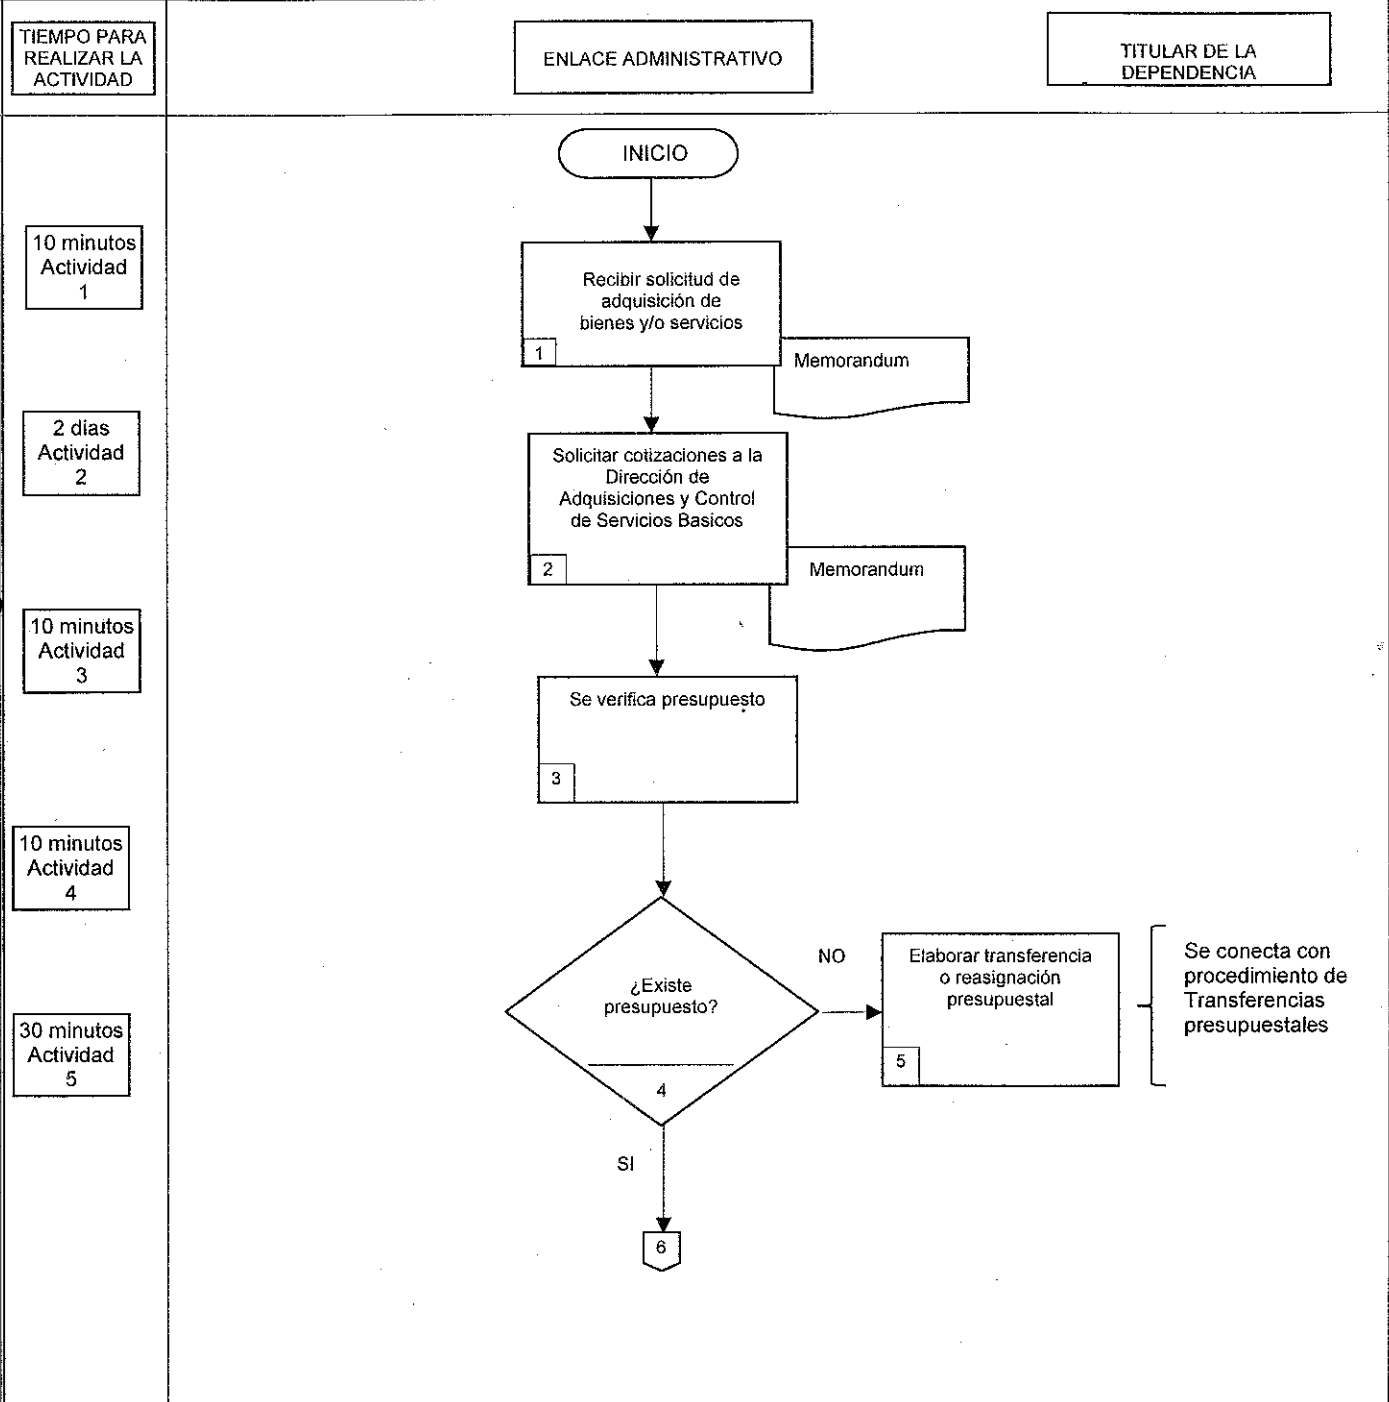 TIEMPO PARA
REALIZAR LA
ACTIVIDAD
ENLACE ADMINISTRATIVO
TITULAR DE LA
DEPENDENCIA
INICIO
10 minutos
Actividad
1
Recibir solicitud de
adquisición de
bienes y/o servicios
1
Memorandum
2 días
Actividad
2
Solicitar cotizaciones a la
Dirección de
Adquisiciones y Control
de Servicios Basicos
2
Memorandum
10 minutos
Actividad
3
Se verifica presupuesto
3
10 minutos
Actividad
4
¿Existe
presupuesto?
4
NO
Elaborar transferencia
o reasignación
presupuestal
5
Se conecta con
procedimiento de
Transferencias
presupuestales
30 minutos
Actividad
5
SI
6